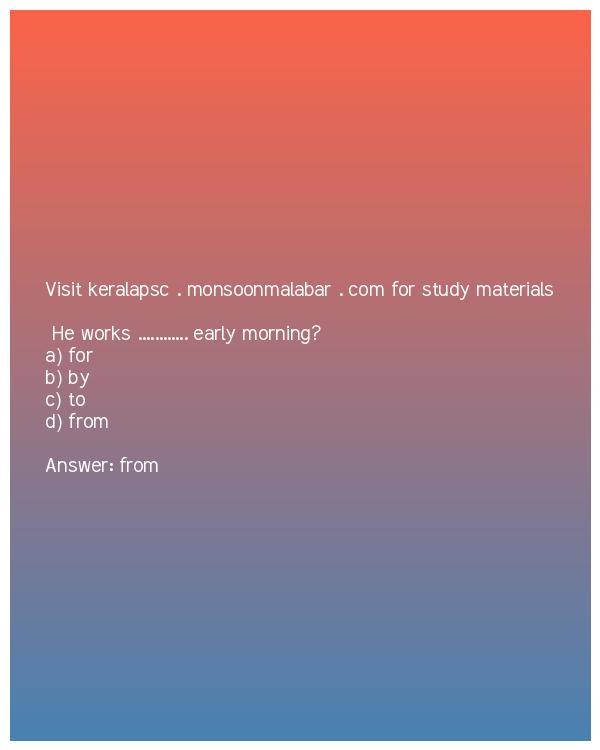 Visit keralapsc . monsoonmalabar . com for study materials
He works ............ early morning?
a) for
b) by
c) to
d) from
Answer: from